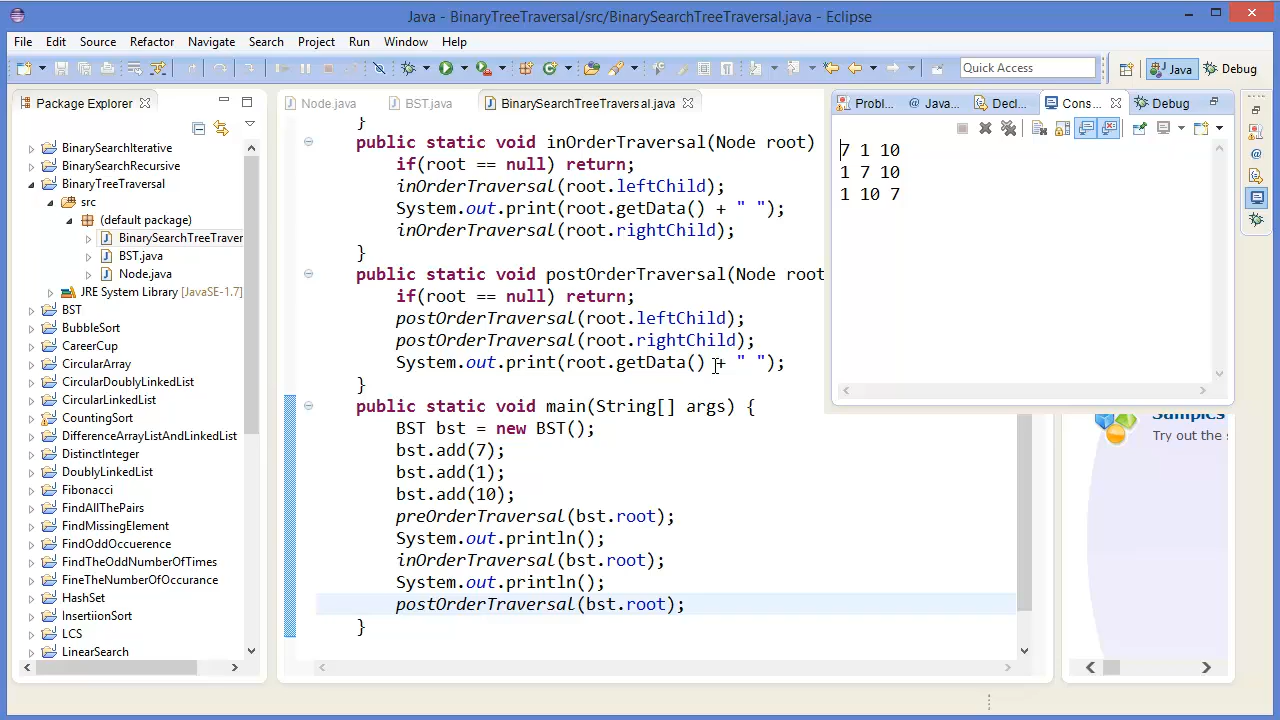 Java - BinaryTreeTraversal/src/BinarySearchTreeTraversal.java - Eclipse
File Edit Source Refactor Navigate Search Project Run Window Help
Quick Access
Java
Debug
Package Explorer
BinarySearchIterative
BinarySearchRecursive
BinaryTreeTraversal
src
(default package)
BinarySearchTreeTraver
BST.java
Node.java
JRE System Library [JavaSE-1.7]
BST
BubbleSort
CareerCup
CircularArray
CircularDoublyLinkedList
CircularLinkedList
CountingSort
DifferenceArrayListAndLinkedList
DistinctInteger
DoublyLinkedList
Fibonacci
FindAllThePairs
FindMissingElement
FindOddOccuerence
FindTheOddNumberOfTimes
FineTheNumberOfOccurance
HashSet
InsertiionSort
LCS
LinearSearch
Node.java
BST.java
BinarySearchTreeTraversal.java
}
public static void inOrderTraversal(Node root)
if(root == null) return;
inOrderTraversal(root.leftChild);
System.out.print(root.getData() + " ");
inOrderTraversal(root.rightChild);
}
public static void postOrderTraversal(Node root
if(root == null) return;
postOrderTraversal(root.leftChild);
postOrderTraversal(root.rightChild);
System.out.print(root.getData() + " ");
}
public static void main(String[] args) {
BST bst = new BST();
bst.add(7);
bst.add(1);
bst.add(10);
preOrderTraversal(bst.root);
System.out.println();
inOrderTraversal(bst.root);
System.out.println();
postOrderTraversal(bst.root);
}
Probl...
Java...
Decl...
Cons...
Debug
7 1 10
1 7 10
1 10 7
Samples
Try out the